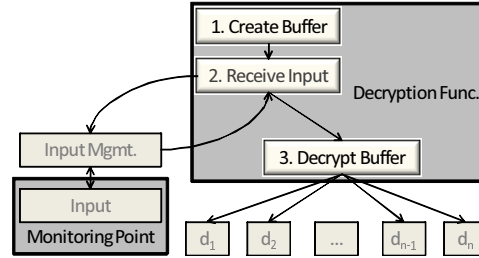 1. Create Buffer
2. Receive Input
Decryption Func.
Input Mgmt.
3. Decrypt Buffer
Input
Monitoring Point
d1 d2 ... dn-1 dn